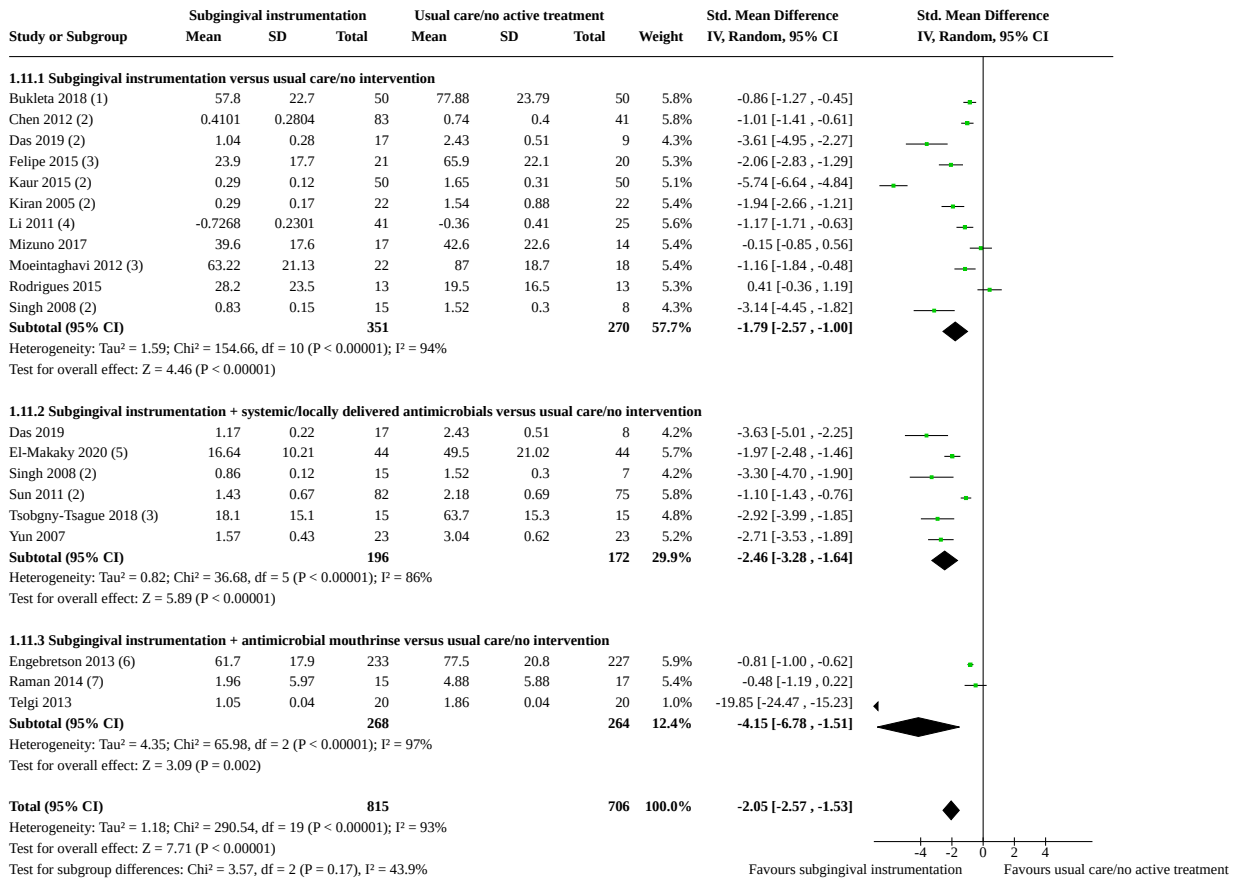 Subgingival instrumentation Usual care/no active treatment Std. Mean Difference Std. Mean Difference
Study or Subgroup Mean SD Total Mean SD Total Weight IV, Random, 95% CI IV, Random, 95% CI
1.11.1 Subgingival instrumentation versus usual care/no intervention
Bukleta 2018 (1) 57.8 22.7 50 77.88 23.79 50 5.8% -0.86 [-1.27 , -0.45]
Chen 2012 (2) 0.4101 0.2804 83 0.74 0.4 41 5.8% -1.01 [-1.41 , -0.61]
Das 2019 (2) 1.04 0.28 17 2.43 0.51 9 4.3% -3.61 [-4.95 , -2.27]
Felipe 2015 (3) 23.9 17.7 21 65.9 22.1 20 5.3% -2.06 [-2.83 , -1.29]
Kaur 2015 (2) 0.29 0.12 50 1.65 0.31 50 5.1% -5.74 [-6.64 , -4.84]
Kiran 2005 (2) 0.29 0.17 22 1.54 0.88 22 5.3% -1.94 [-2.66 , -1.21]
Li 2011 (4) -0.7268 0.2301 41 -0.36 0.41 25 5.6% -1.17 [-1.71 , -0.63]
Mizuno 2017 39.6 17.6 17 42.6 22.6 14 5.4% -0.15 [-0.85 , 0.56]
Moeintaghavi 2012 (3) 63.22 21.13 22 87 18.7 18 5.4% -1.16 [-1.84 , -0.48]
Rodrigues 2015 28.2 23.5 13 19.5 16.5 13 5.3% 0.41 [-0.36 , 1.19]
Singh 2008 (2) 0.83 0.15 15 1.52 0.3 8 4.3% -3.14 [-4.45 , -1.82]
Subtotal (95% CI) 351 270 57.7% -1.79 [-2.57 , -1.00]
Heterogeneity: Tau² = 1.59; Chi² = 154.66, df = 10 (P < 0.00001); I² = 94%
Test for overall effect: Z = 4.46 (P < 0.00001)
1.11.2 Subgingival instrumentation + systemic/locally delivered antimicrobials versus usual care/no intervention
Das 2019 1.17 0.22 17 2.43 0.51 8 4.2% -3.63 [-5.01 , -2.25]
El-Makaky 2020 (5) 16.64 10.21 44 49.5 21.02 44 5.7% -1.97 [-2.48 , -1.46]
Singh 2008 (2) 0.86 0.12 15 1.52 0.3 7 4.2% -3.30 [-4.70 , -1.90]
Sun 2011 (2) 1.43 0.67 82 2.18 0.69 75 5.8% -1.10 [-1.43 , -0.76]
Tsobgny-Tsague 2018 (3) 18.1 15.1 15 63.7 15.3 15 4.8% -2.92 [-3.99 , -1.85]
Yun 2007 1.57 0.43 23 3.04 0.62 23 5.2% -2.71 [-3.53 , -1.89]
Subtotal (95% CI) 196 172 29.9% -2.46 [-3.28 , -1.64]
Heterogeneity: Tau² = 0.82; Chi² = 36.68, df = 5 (P < 0.00001); I² = 86%
Test for overall effect: Z = 5.89 (P < 0.00001)
1.11.3 Subgingival instrumentation + antimicrobial mouthrinse versus usual care/no intervention
Engebretson 2013 (6) 61.7 17.9 233 77.5 20.8 227 5.9% -0.81 [-1.00 , -0.62]
Raman 2014 (7) 1.96 5.97 15 4.88 5.88 17 5.4% -0.48 [-1.19 , 0.22]
Telgi 2013 1.05 0.04 20 1.86 0.04 20 1.0% -19.85 [-24.47 , -15.23]
Subtotal (95% CI) 268 264 12.4% -4.15 [-6.78 , -1.51]
Heterogeneity: Tau² = 4.35; Chi² = 65.98, df = 2 (P < 0.00001); I² = 97%
Test for overall effect: Z = 3.09 (P = 0.002)
Total (95% CI) 815 706 100.0% -2.05 [-2.57 , -1.53]
Heterogeneity: Tau² = 1.18; Chi² = 290.54, df = 19 (P < 0.00001); I² = 93%
Test for overall effect: Z = 7.71 (P < 0.00001) -4 -2 0 2 4
Test for subgroup differences: Chi² = 3.57, df = 2 (P = 0.17), I² = 43.9% Favours subgingival instrumentation Favours usual care/no active treatment